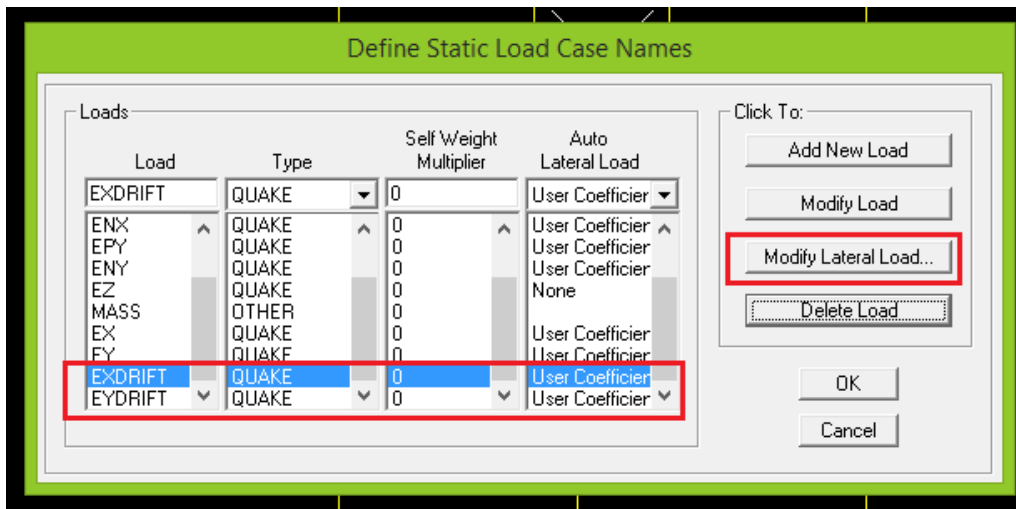 Define Static Load Case Names
Loads
Click To:
Load Type Self Weight Multiplier Auto Lateral Load
EXDRIFT QUAKE 0 User Coefficier
ENX QUAKE 0 User Coefficier
EPY QUAKE 0 User Coefficier
ENY QUAKE 0 User Coefficier
EZ QUAKE 0 None
MASS OTHER 0
EX QUAKE 0 User Coefficier
EY QUAKE 0 User Coefficier
EXDRIFT QUAKE 0 User Coefficier
EYDRIFT QUAKE 0 User Coefficier
Add New Load
Modify Load
Modify Lateral Load...
Delete Load
OK
Cancel